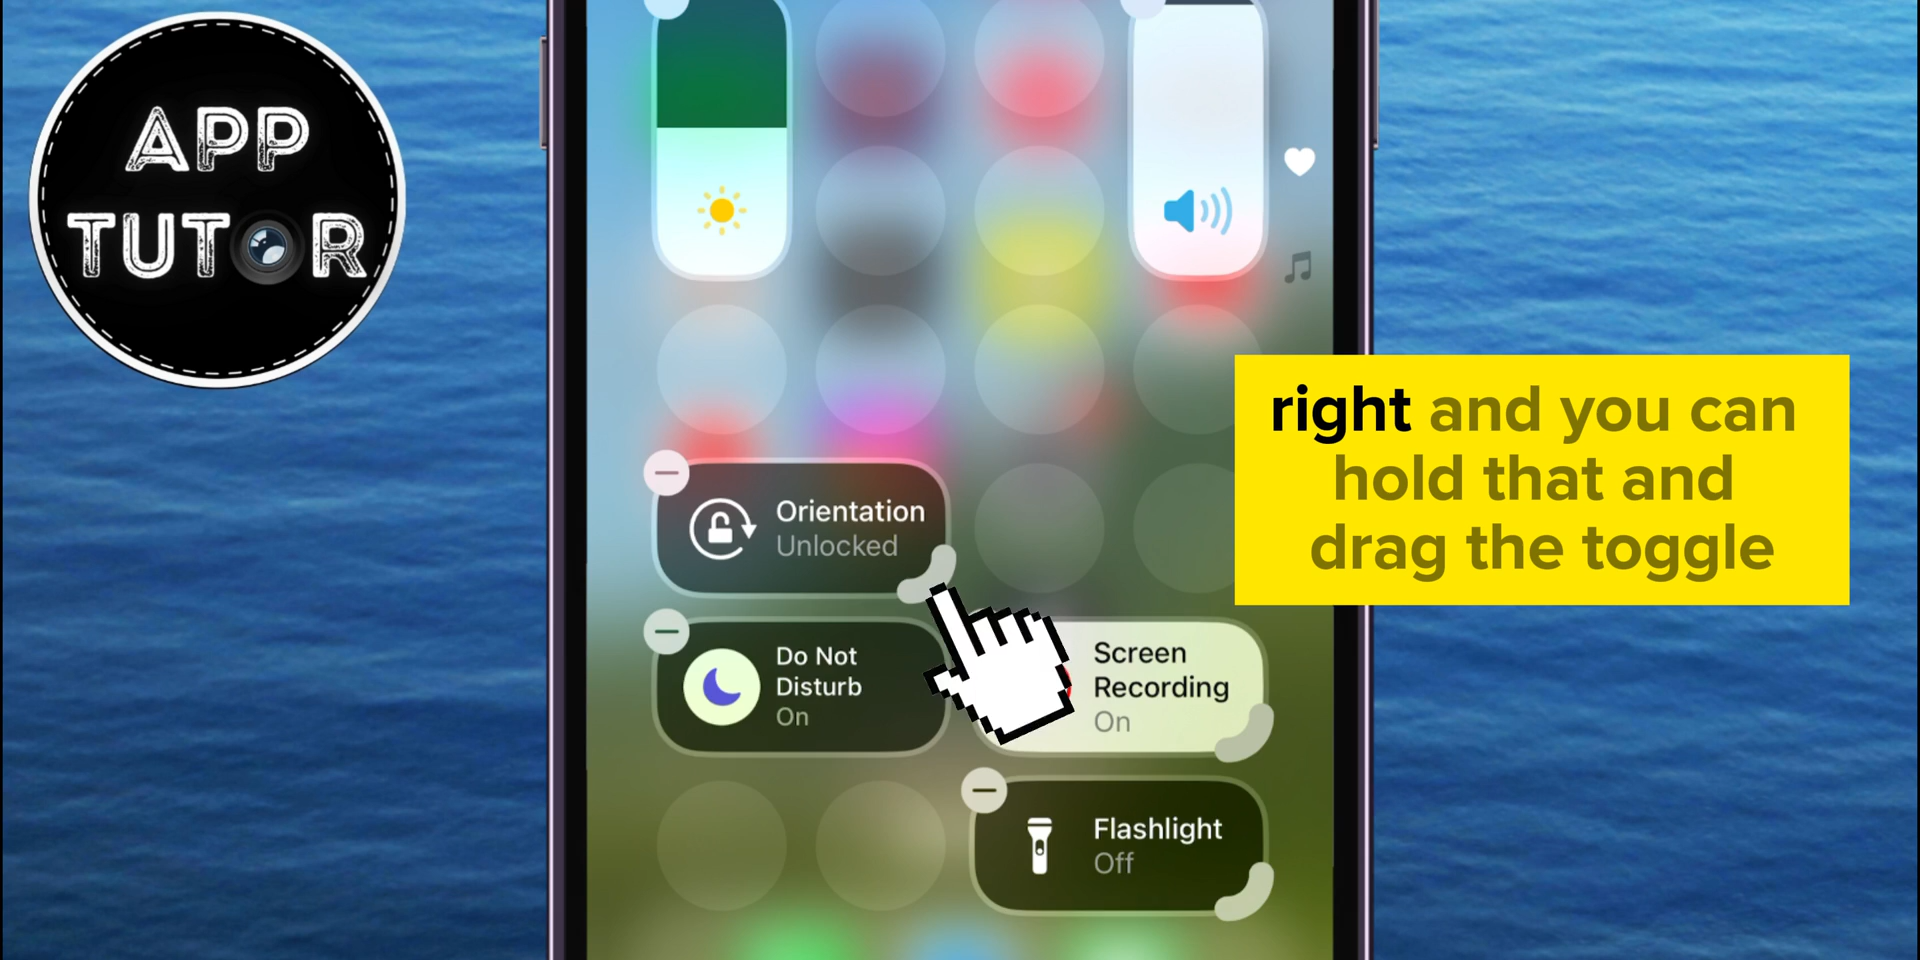 APP
TUTOR
Orientation
Unlocked
Do Not
Disturb
On
Screen
Recording
On
Flashlight
Off
right and you can
hold that and
drag the toggle